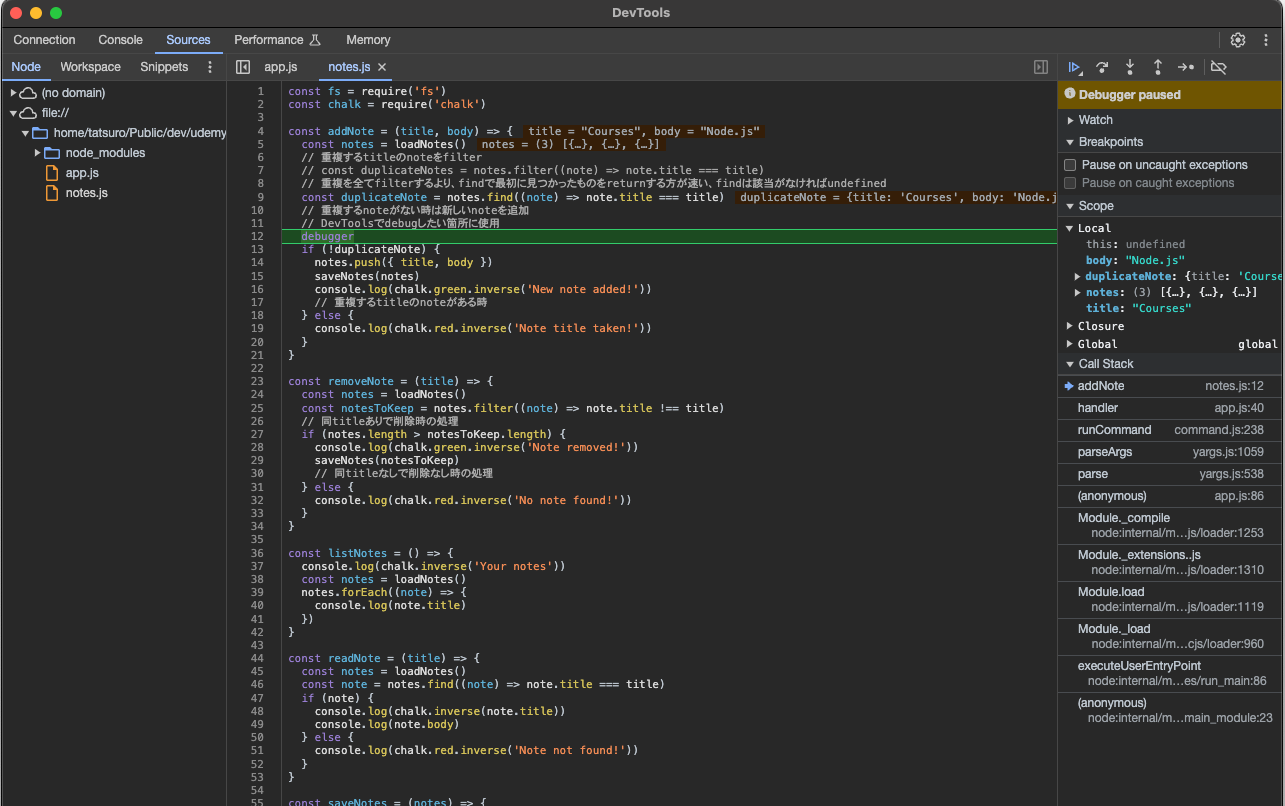 DevTools
Connection Console Sources Performance Memory
Node Workspace Snippets app.js notes.js
(no domain)
file://
home/tatsuro/Public/dev/udemy
node_modules
app.js
notes.js
1 const fs = require('fs')
2 const chalk = require('chalk')
3
4 const addNote = (title, body) => { title = "Courses", body = "Node.js"
5 const notes = loadNotes() notes = (3) [{…}, {…}, {…}]
6 // 重複するtitleのnoteをfilter
7 // const duplicateNotes = notes.filter((note) => note.title === title)
8 // 重複を全てfilterするより、findで最初に見つかったものをreturnする方が速い、findは該当がなければundefined
9 const duplicateNote = notes.find((note) => note.title === title) duplicateNote = {title: 'Courses', body: 'Node.j
10 // 重複するnoteがない時は新しいnoteを追加
11 // DevToolsでdebugしたい箇所に使用
12 debugger
13 if (!duplicateNote) {
14 notes.push({ title, body })
15 saveNotes(notes)
16 console.log(chalk.green.inverse('New note added!'))
17 // 重複するtitleのnoteがある時
18 } else {
19 console.log(chalk.red.inverse('Note title taken!'))
20 }
21 }
22
23 const removeNote = (title) => {
24 const notes = loadNotes()
25 const notesToKeep = notes.filter((note) => note.title !== title)
26 // 同titleありで削除時の処理
27 if (notes.length > notesToKeep.length) {
28 console.log(chalk.green.inverse('Note removed!'))
29 saveNotes(notesToKeep)
30 // 同titleなしで削除なし時の処理
31 } else {
32 console.log(chalk.red.inverse('No note found!'))
33 }
34 }
35
36 const listNotes = () => {
37 console.log(chalk.inverse('Your notes'))
38 const notes = loadNotes()
39 notes.forEach((note) => {
40 console.log(note.title)
41 })
42 }
43
44 const readNote = (title) => {
45 const notes = loadNotes()
46 const note = notes.find((note) => note.title === title)
47 if (note) {
48 console.log(chalk.inverse(note.title))
49 console.log(note.body)
50 } else {
51 console.log(chalk.red.inverse('Note not found!'))
52 }
53 }
54
55 const saveNotes = (notes) => {
Debugger paused
Watch
Breakpoints
Pause on uncaught exceptions
Pause on caught exceptions
Scope
Local
this: undefined
body: "Node.js"
duplicateNote: {title: 'Course
notes: (3) [{…}, {…}, {…}]
title: "Courses"
Closure
Global global
Call Stack
addNote notes.js:12
handler app.js:40
runCommand command.js:238
parseArgs yargs.js:1059
parse yargs.js:538
(anonymous) app.js:86
Module._compile
node:internal/m…js/loader:1253
Module._extensions..js
node:internal/m…js/loader:1310
Module.load
node:internal/m…js/loader:1119
Module._load
node:internal/m…cjs/loader:960
executeUserEntryPoint
node:internal/m…es/run_main:86
(anonymous)
node:internal/m…main_module:23